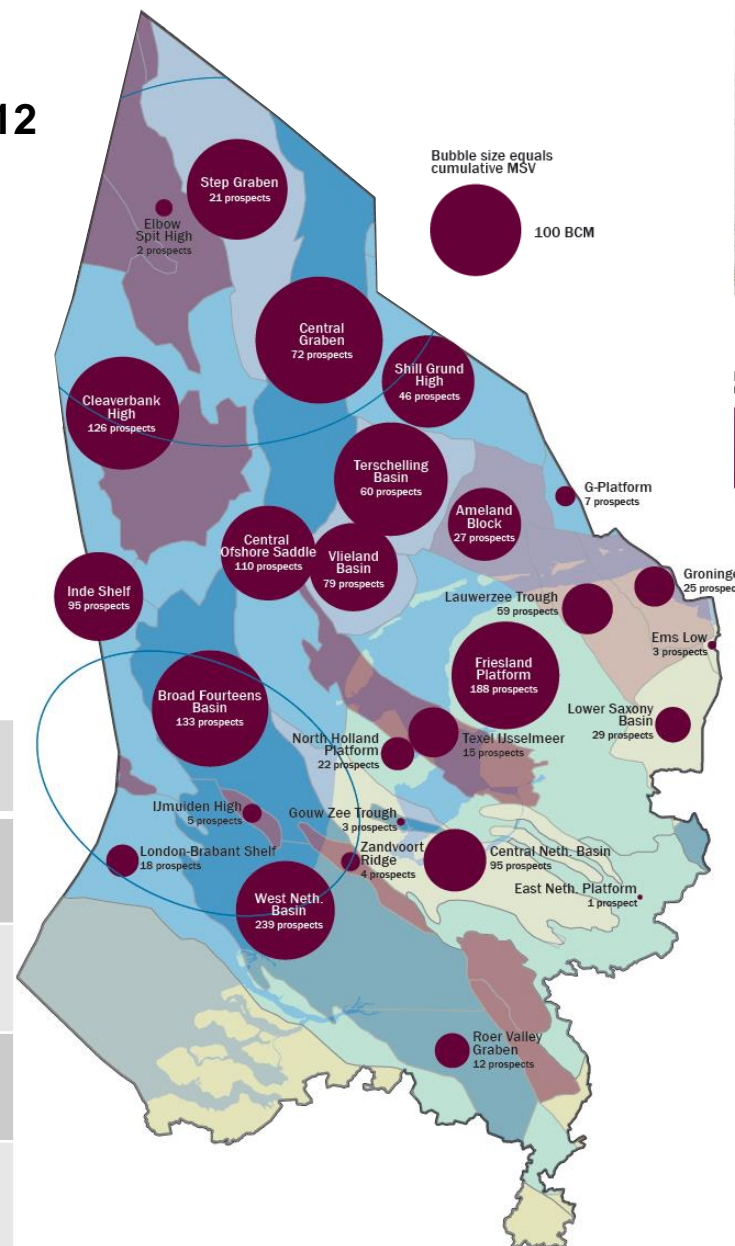 12
Bubble size equals
cumulative MSV
100 BCM
Step Graben
21 prospects
Elbow
Spit High
2 prospects
Central
Graben
72 prospects
Shill Grund
High
46 prospects
Cleaverbank
High
126 prospects
Terschelling
Basin
60 prospects
G-Platform
7 prospects
Ameland
Block
27 prospects
Central
Ofshore Saddle
110 prospects
Vlieland
Basin
79 prospects
Inde Shelf
95 prospects
Lauwerzee Trough
59 prospects
25
Ems Low
3 prospects
Friesland
Platform
188 prospects
Broad Fourteens
Basin
133 prospects
Lower Saxony
Basin
29 prospects
North Holland
Platform
22 prospects
Texel IJsselmeer
15 prospects
IJmuiden High
5 prospects
Gouw Zee Trough
3 prospects
London-Brabant Shelf
18 prospects
Zandvoort
Ridge
4 prospects
Central Neth. Basin
95 prospects
East Neth. Platform
1 prospect
West Neth.
Basin
239 prospects
Roer Valley
Graben
12 prospects